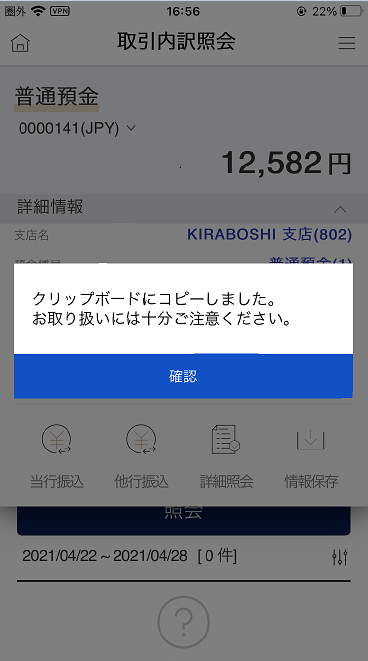 圏外 VPN 16:56 22%
取引内訳照会
普通預金
0000141(JPY)
12,582 円
詳細情報
支店名 KIRABOSHI 支店(802)
普通預金(1)
クリップボードにコピーしました。
お取り扱いには十分ご注意ください。
確認
当行振込 他行振込 詳細照会 情報保存
照会
2021/04/22 ~ 2021/04/28 [ 0 件]